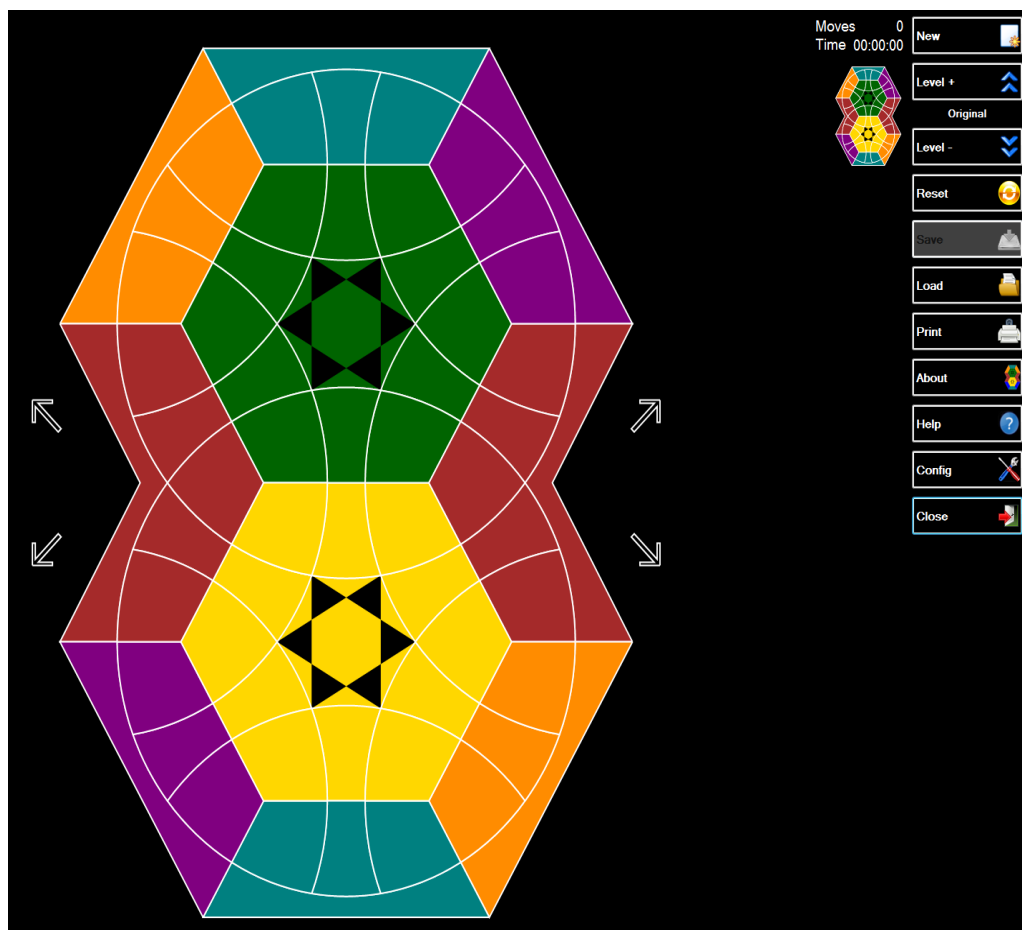 Moves 0
Time 00:00:00
New
Level +
Original
Level -
Reset
Save
Load
Print
About
Help
Config
Close